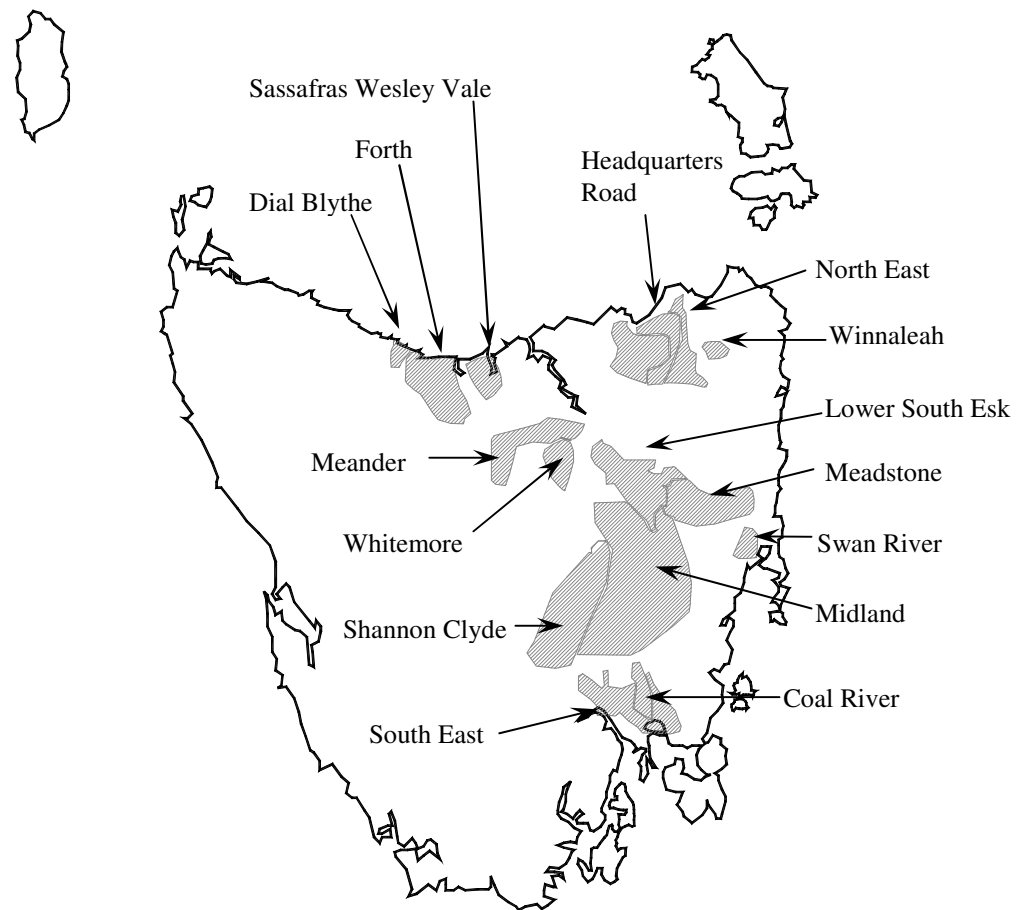 Sassafras Wesley Vale
Forth
Headquarters
Road
Dial Blythe
North East
Winnaleah
Lower South Esk
Meander
Meadstone
Whitemore
Swan River
Midland
Shannon Clyde
Coal River
South East